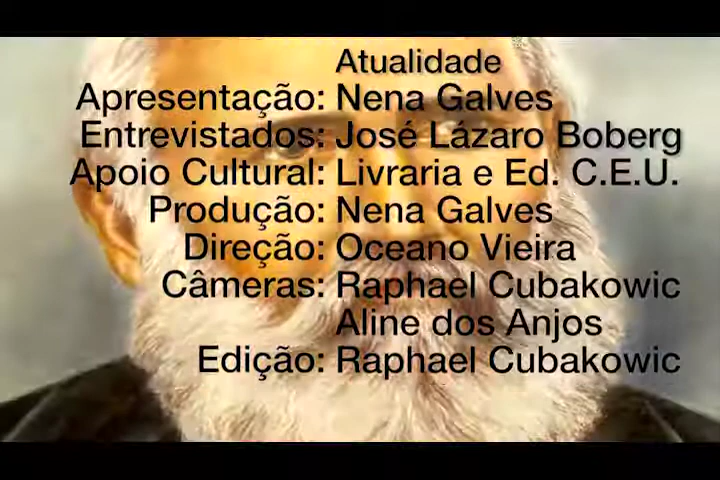 Atualidade
Apresentação: Nena Galves
Entrevistados: José Lázaro Boberg
Apoio Cultural: Livraria e Ed. C.E.U.
Produção: Nena Galves
Direção: Oceano Vieira
Câmeras: Raphael Cubakowic
Aline dos Anjos
Edição: Raphael Cubakowic